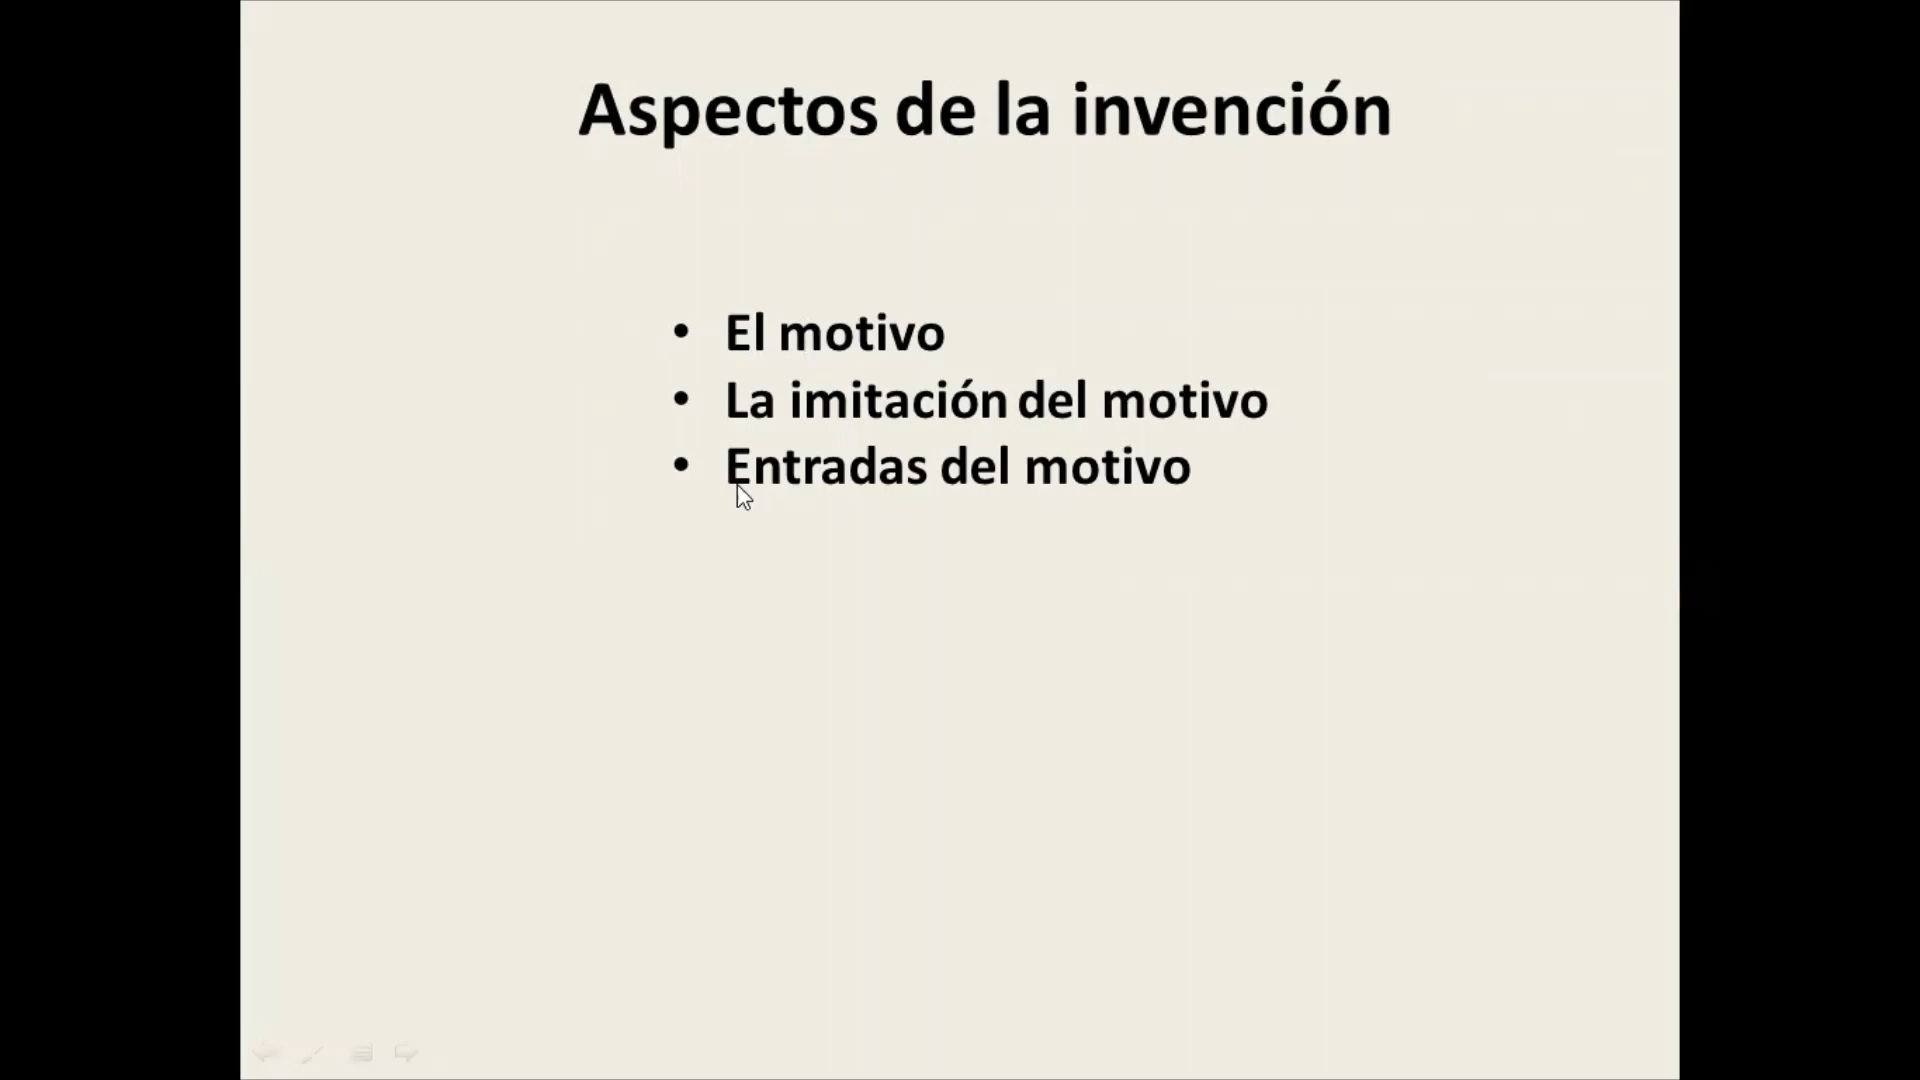 Aspectos de la invención
• El motivo
• La imitación del motivo
• Entradas del motivo